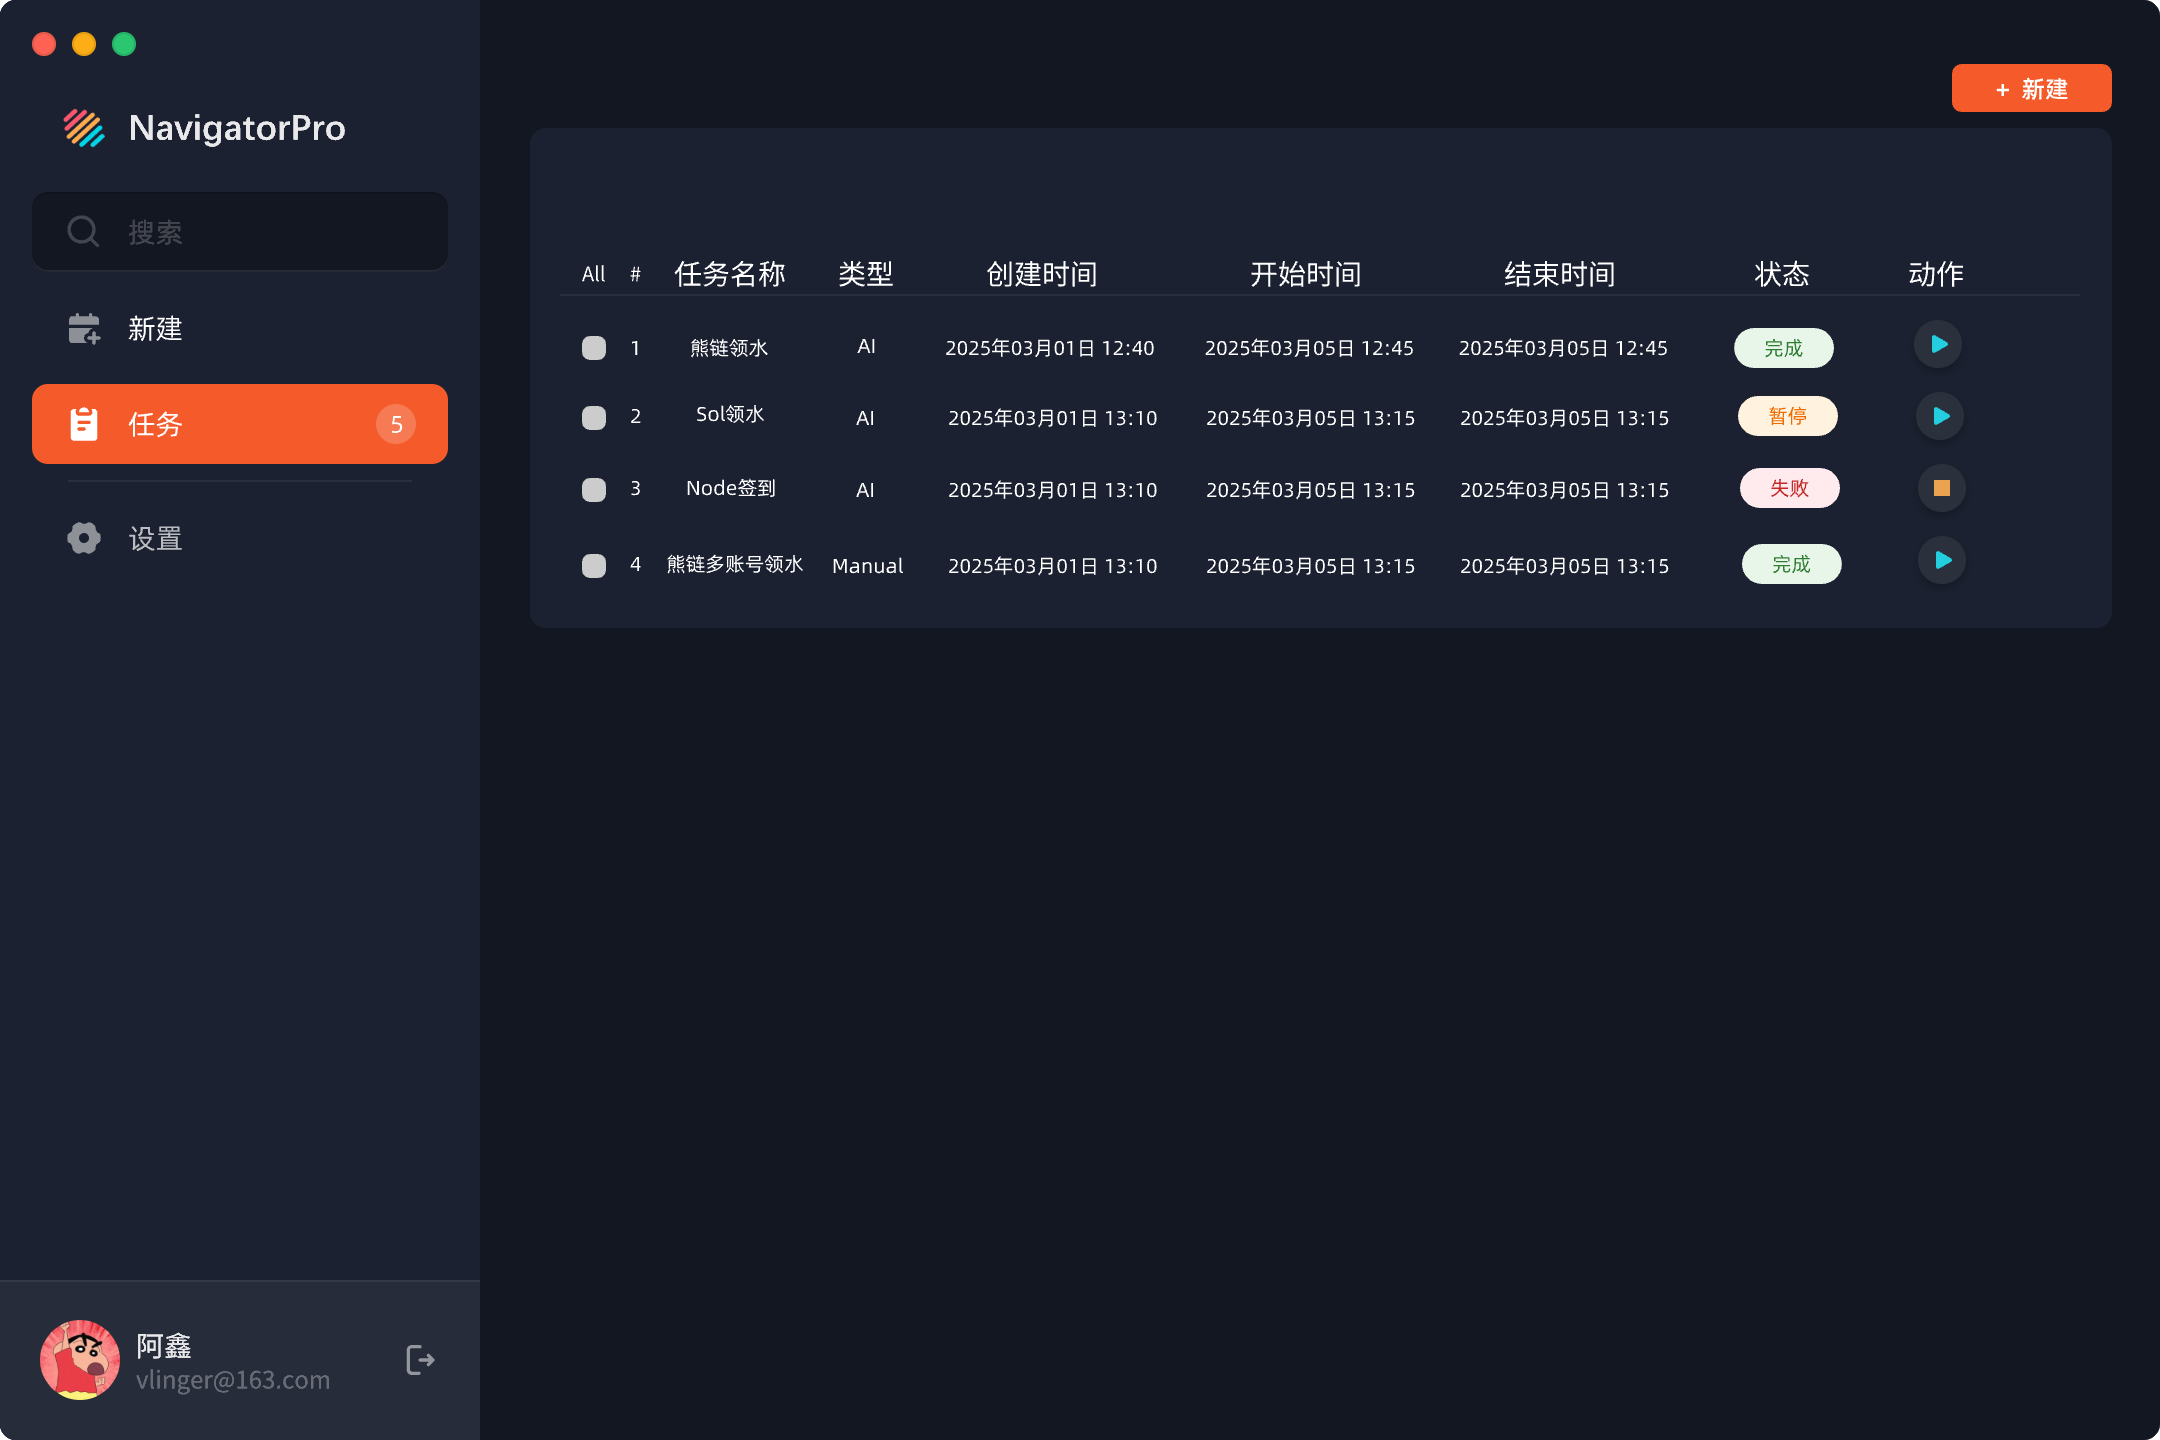 NavigatorPro
搜索
新建
任务 5
设置
阿鑫
vlinger@163.com
+ 新建
All # 任务名称 类型 创建时间 开始时间 结束时间 状态 动作
1 熊链领水 AI 2025年03月01日 12:40 2025年03月05日 12:45 2025年03月05日 12:45 完成
2 Sol领水 AI 2025年03月01日 13:10 2025年03月05日 13:15 2025年03月05日 13:15 暂停
3 Node签到 AI 2025年03月01日 13:10 2025年03月05日 13:15 2025年03月05日 13:15 失败
4 熊链多账号领水 Manual 2025年03月01日 13:10 2025年03月05日 13:15 2025年03月05日 13:15 完成